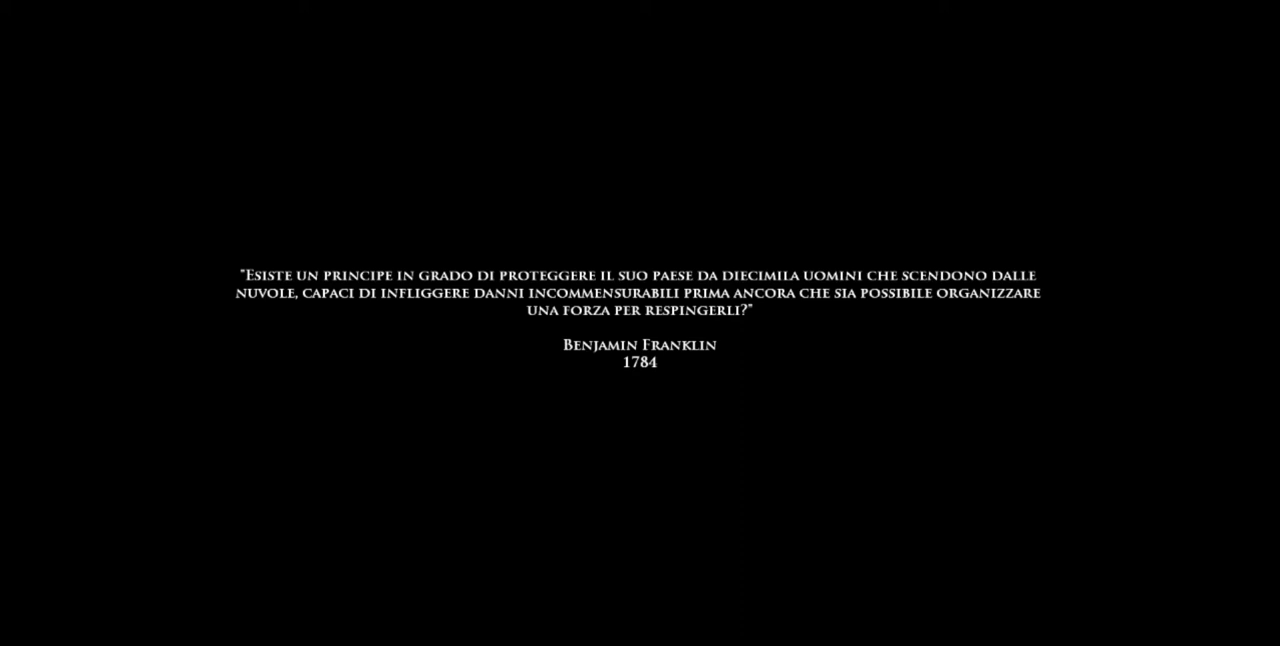 "Esiste un principe in grado di proteggere il suo paese da diecimila uomini che scendono dalle
nuvole, capaci di infliggere danni incommensurabili prima ancora che sia possibile organizzare
una forza per respingerli?"
Benjamin Franklin
1784